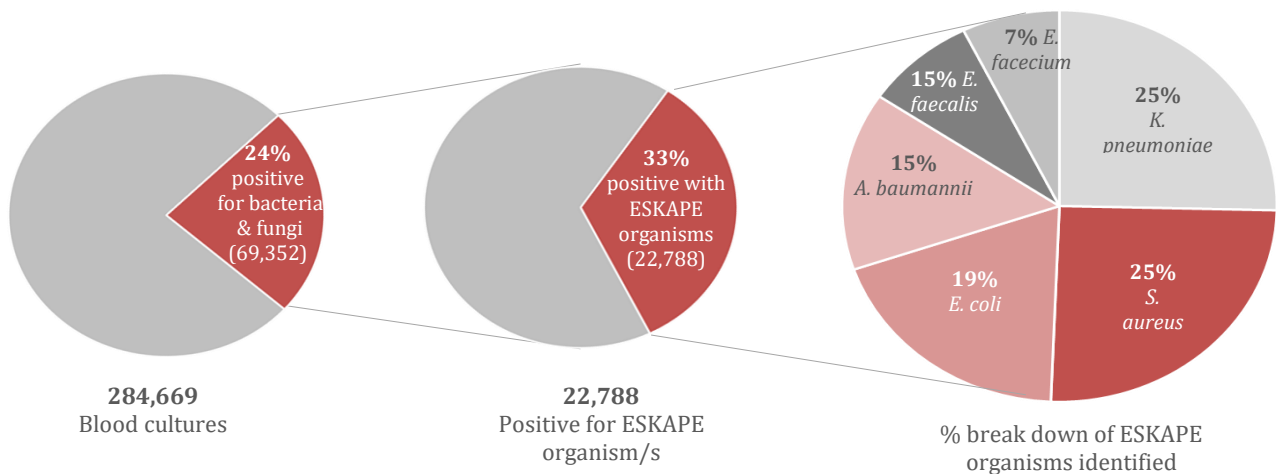 24%
positive
for bacteria
& fungi
(69,352)
284,669
Blood cultures
33%
positive with
ESKAPE
organisms
(22,788)
22,788
Positive for ESKAPE
organism/s
7% E.
facecium
15% E.
faecalis
25%
K.
pneumoniae
15%
A. baumannii
19%
E. coli
25%
S.
aureus
% break down of ESKAPE
organisms identified